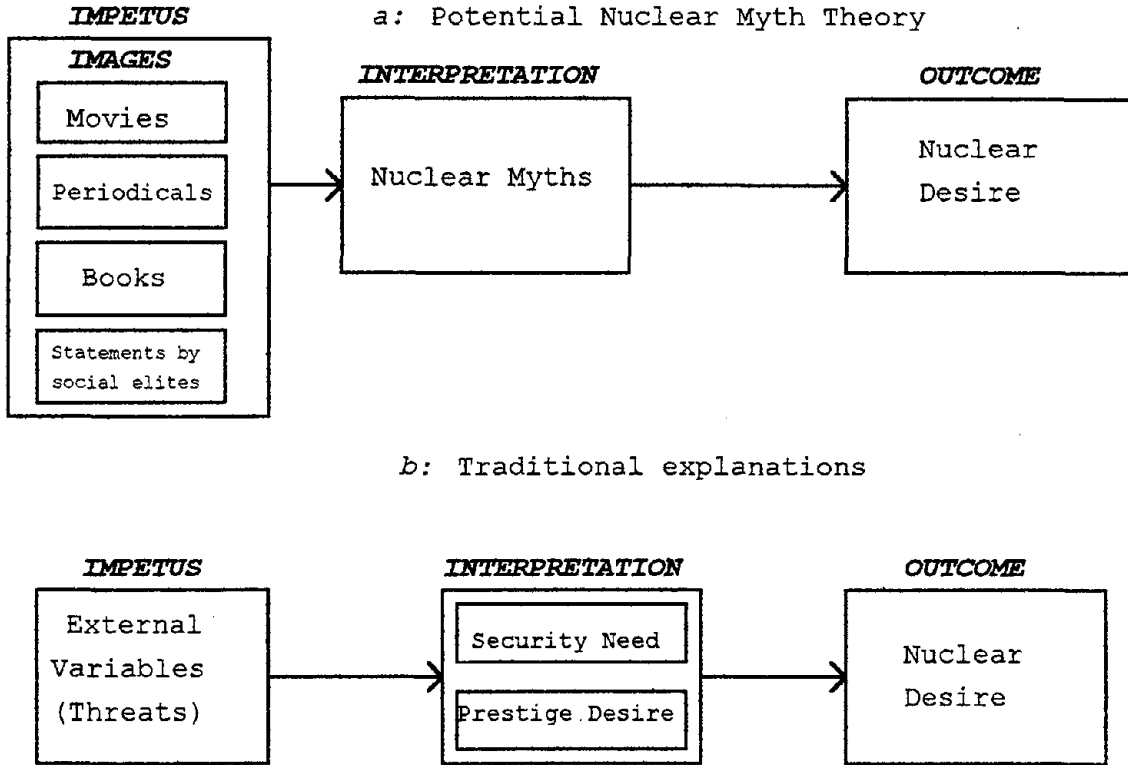 IMPETUS
a: Potential Nuclear Myth Theory
IMAGES
Movies
Periodicals
Books
Statements by
social elites
INTERPRETATION
Nuclear Myths
OUTCOME
Nuclear
Desire
b: Traditional explanations
IMPETUS
External
Variables
(Threats)
INTERPRETATION
Security Need
Prestige Desire
OUTCOME
Nuclear
Desire